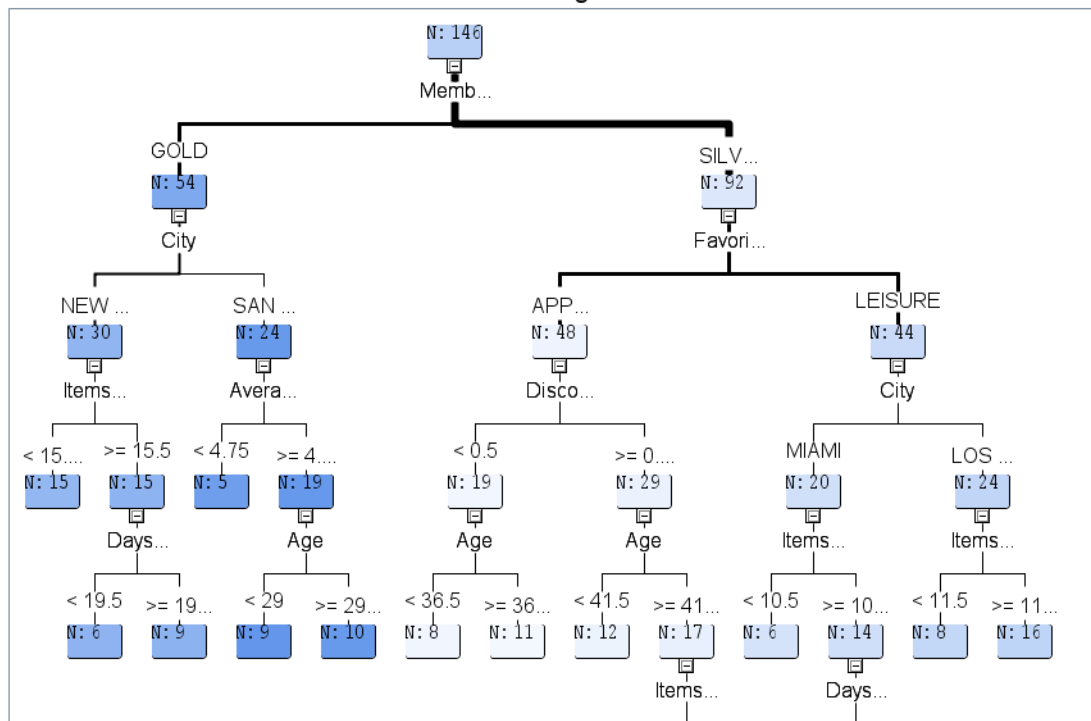 N: 146
Memb...
GOLD SILV...
N: 54 N: 92
City Favori...
NEW ... SAN ... APP... LEISURE
N: 30 N: 24 N: 48 N: 44
Items... Avera... Disco... City
< 15.... >= 15.5 < 4.75 >= 4.... < 0.5 >= 0.... MIAMI LOS ...
N: 15 N: 15 N: 5 N: 19 N: 19 N: 29 N: 20 N: 24
Days... Age Age Age Items... Items...
< 19.5 >= 19... < 29 >= 29... < 36.5 >= 36... < 41.5 >= 41... < 10.5 >= 10... < 11.5 >= 11...
N: 6 N: 9 N: 9 N: 10 N: 8 N: 11 N: 12 N: 17 N: 6 N: 14 N: 8 N: 16
Items... Days...